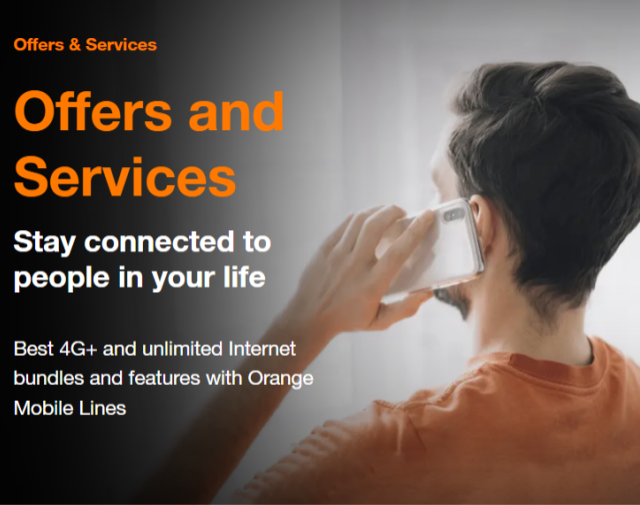 Offers & Services
Offers and
Services
Stay connected to
people in your life
Best 4G+ and unlimited Internet
bundles and features with Orange
Mobile Lines